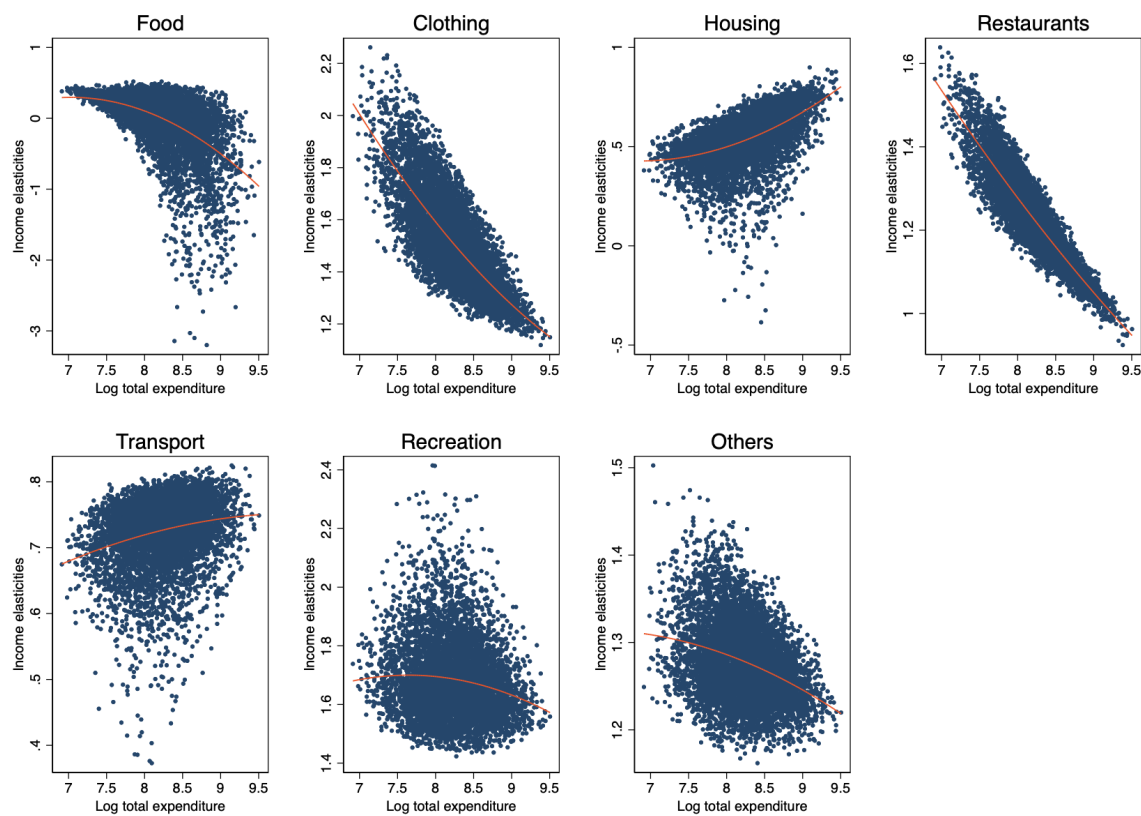 Food
Income elasticities
1
0
-1
-2
-3
7 7.5 8 8.5 9 9.5
Log total expenditure
Clothing
Income elasticities
2.2
2
1.8
1.6
1.4
1.2
7 7.5 8 8.5 9 9.5
Log total expenditure
Housing
Income elasticities
1
.5
0
-.5
7 7.5 8 8.5 9 9.5
Log total expenditure
Restaurants
Income elasticities
1.6
1.4
1.2
1
7 7.5 8 8.5 9 9.5
Log total expenditure
Transport
Income elasticities
.8
.7
.6
.5
.4
7 7.5 8 8.5 9 9.5
Log total expenditure
Recreation
Income elasticities
2.4
2.2
2
1.8
1.6
1.4
7 7.5 8 8.5 9 9.5
Log total expenditure
Others
Income elasticities
1.5
1.4
1.3
1.2
7 7.5 8 8.5 9 9.5
Log total expenditure